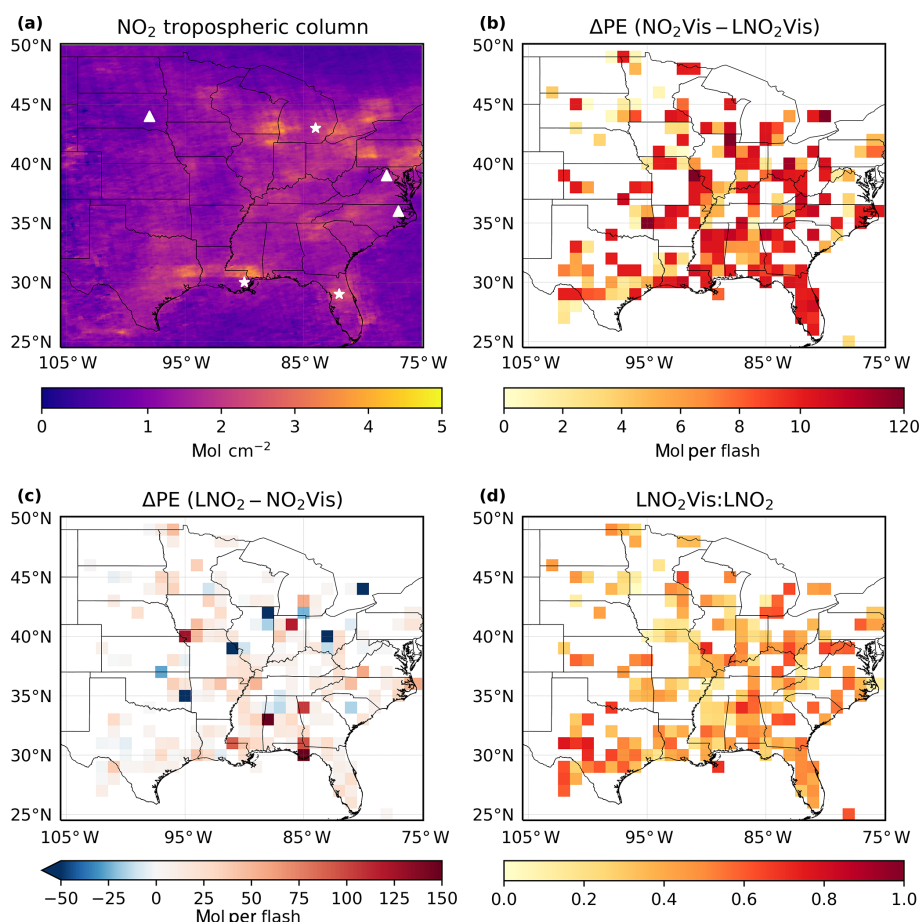 (a)
NO₂ tropospheric column
50°N
45°N
40°N
35°N
30°N
25°N
105°W 95°W 85°W 75°W
0 1 2 3 4 5
Mol cm⁻²
(b)
ΔPE (NO₂Vis − LNO₂Vis)
50°N
45°N
40°N
35°N
30°N
25°N
105°W 95°W 85°W 75°W
0 2 4 6 8 10 120
Mol per flash
(c)
ΔPE (LNO₂ − NO₂Vis)
50°N
45°N
40°N
35°N
30°N
25°N
105°W 95°W 85°W 75°W
−50 −25 0 25 50 75 100 125 150
Mol per flash
(d)
LNO₂Vis:LNO₂
50°N
45°N
40°N
35°N
30°N
25°N
105°W 95°W 85°W 75°W
0.0 0.2 0.4 0.6 0.8 1.0